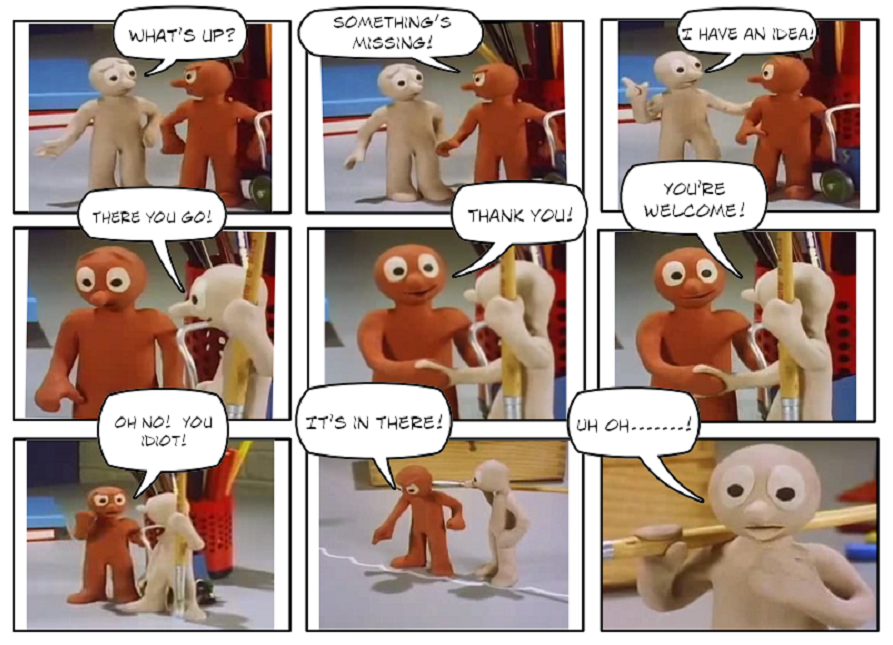 WHAT'S UP?
SOMETHING'S
MISSING!
I HAVE AN IDEA!
THERE YOU GO!
THANK YOU!
YOU'RE
WELCOME!
OH NO! YOU
IDIOT!
IT'S IN THERE!
UH OH.......!